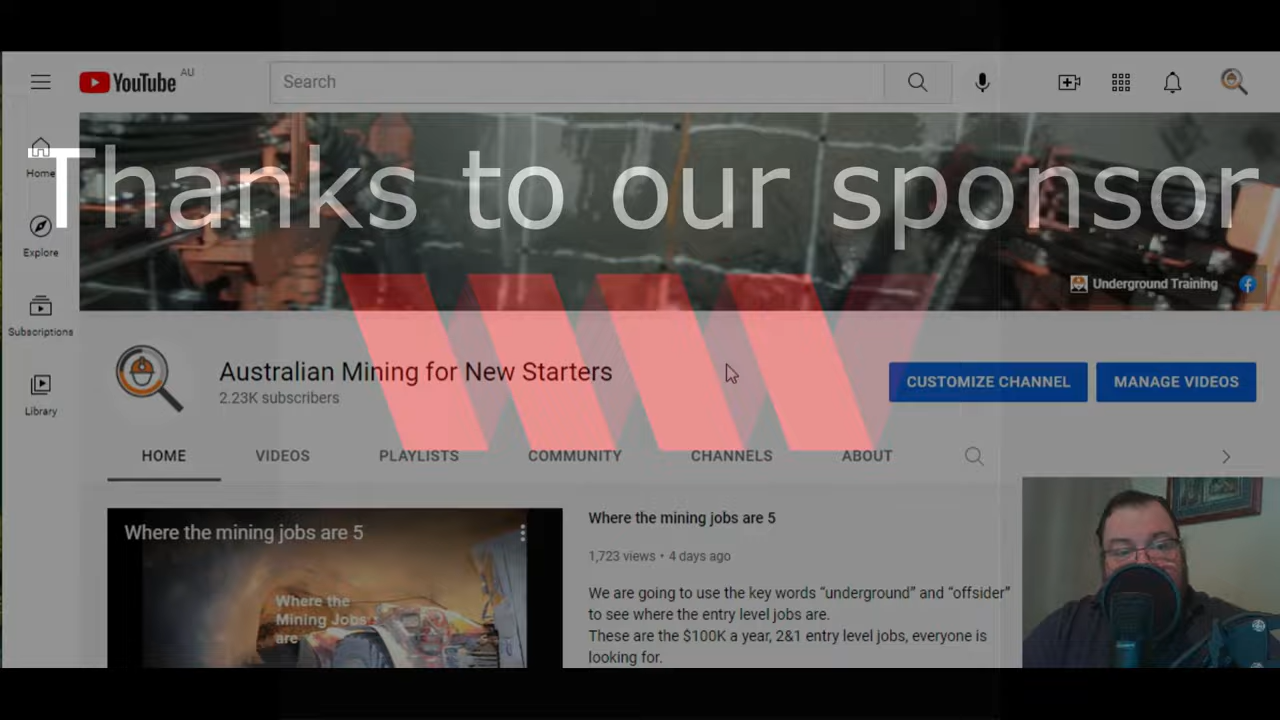 YouTube AU
Search
Thanks to our sponsor
Home
Explore
Subscriptions
Library
Underground Training
Australian Mining for New Starters
2.23K subscribers
CUSTOMIZE CHANNEL
MANAGE VIDEOS
HOME
VIDEOS
PLAYLISTS
COMMUNITY
CHANNELS
ABOUT
Where the mining jobs are 5
Where the
Mining Jobs
are
Where the mining jobs are 5
1,723 views • 4 days ago
We are going to use the key words “underground” and “offsider”
to see where the entry level jobs are.
These are the $100K a year, 2&1 entry level jobs, everyone is
looking for.